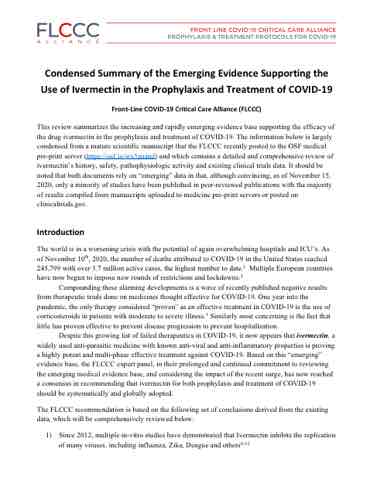 FLCCC
ALLIANCE
FRONT LINE COVID-19 CRITICAL CARE ALLIANCE
PROPHYLAXIS & TREATMENT PROTOCOLS FOR COVID-19
Condensed Summary of the Emerging Evidence Supporting the
Use of Ivermectin in the Prophylaxis and Treatment of COVID-19
Front-Line COVID-19 Critical Care Alliance (FLCCC)
This review summarizes the increasing and rapidly emerging evidence base supporting the efficacy of
the drug ivermectin in the prophylaxis and treatment of COVID-19. The information below is largely
condensed from a mature scientific manuscript that the FLCCC recently posted to the OSF medical
pre-print server and which contains a detailed and comprehensive review of
ivermectin's history, safety, pathophysiologic activity and existing clinical trials data. It should be
noted that both documents rely on "emerging" data in that, although convincing, as of November 15,
2020, only a minority of studies have been published in peer-reviewed publications with the majority
of results compiled from manuscripts uploaded to medicine pre-print servers or posted on
clinicaltrials.gov.
Introduction
The world is in a worsening crisis with the potential of again overwhelming hospitals and ICU's. As
of November 10th, 2020, the number of deaths attributed to COVID-19 in the United States reached
245,799 with over 3.7 million active cases, the highest number to date. Multiple European countries
have now begun to impose new rounds of restrictions and lockdowns.
Compounding these alarming developments is a wave of recently published negative results
from therapeutic trials done on medicines thought effective for COVID-19. One year into the
pandemic, the only therapy considered "proven" as an effective treatment in COVID-19 is the use of
corticosteroids in patients with moderate to severe illness. Similarly most concerning is the fact that
little has proven effective to prevent disease progression to prevent hospitalization.
Despite this growing list of failed therapeutics in COVID-19, it now appears that ivermectin, a
widely used anti-parasitic medicine with known anti-viral and anti-inflammatory properties is proving
a highly potent and multi-phase effective treatment against COVID-19. Based on this "emerging"
evidence base, the FLCCC expert panel, in their prolonged and continued commitment to reviewing
the emerging medical evidence base, and considering the impact of the recent surge, has now reached
a consensus in recommending that ivermectin for both prophylaxis and treatment of COVID-19
should be systematically and globally adopted.
The FLCCC recommendation is based on the following set of conclusions derived from the existing
data, which will be comprehensively reviewed below:
1) Since 2012, multiple in-vitro studies have demonstrated that Ivermectin inhibits the replication
of many viruses, including influenza, Zika, Dengue and others